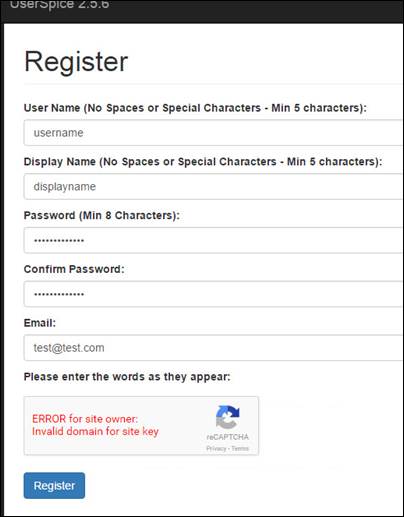 UserSpice 2.5.6
Register
User Name (No Spaces or Special Characters - Min 5 characters):
username
Display Name (No Spaces or Special Characters - Min 5 characters):
displayname
Password (Min 8 Characters):
•••••••••••••
Confirm Password:
•••••••••••••
Email:
test@test.com
Please enter the words as they appear:
ERROR for site owner:
Invalid domain for site key
reCAPTCHA
Privacy - Terms
Register